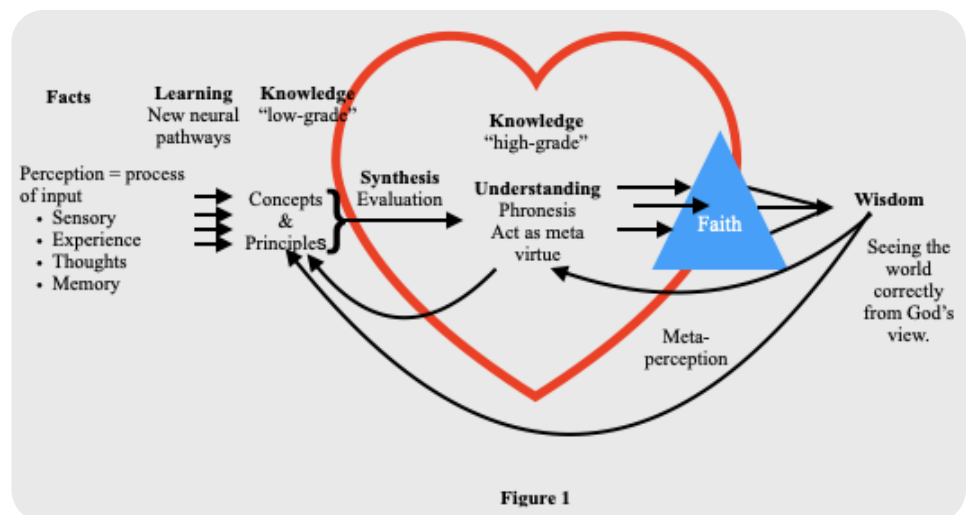 Facts
Learning
New neural
pathways
Knowledge
“low-grade”
Knowledge
“high-grade”
Perception = process
of input
• Sensory
• Experience
• Thoughts
• Memory
Concepts
&
Principles
}
Synthesis
Evaluation
Understanding
Phronesis
Act as meta
virtue
Faith
Wisdom
Seeing the
world
correctly
from God’s
view.
Meta-
perception
Figure 1